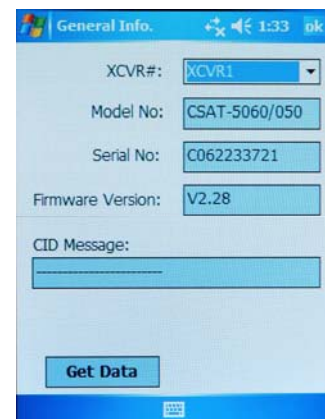 General Info. 1:33 ok
XCVR#: XCVR1
Model No: CSAT-5060/050
Serial No: C062233721
Firmware Version: V2.28
CID Message:
----------------------
Get Data